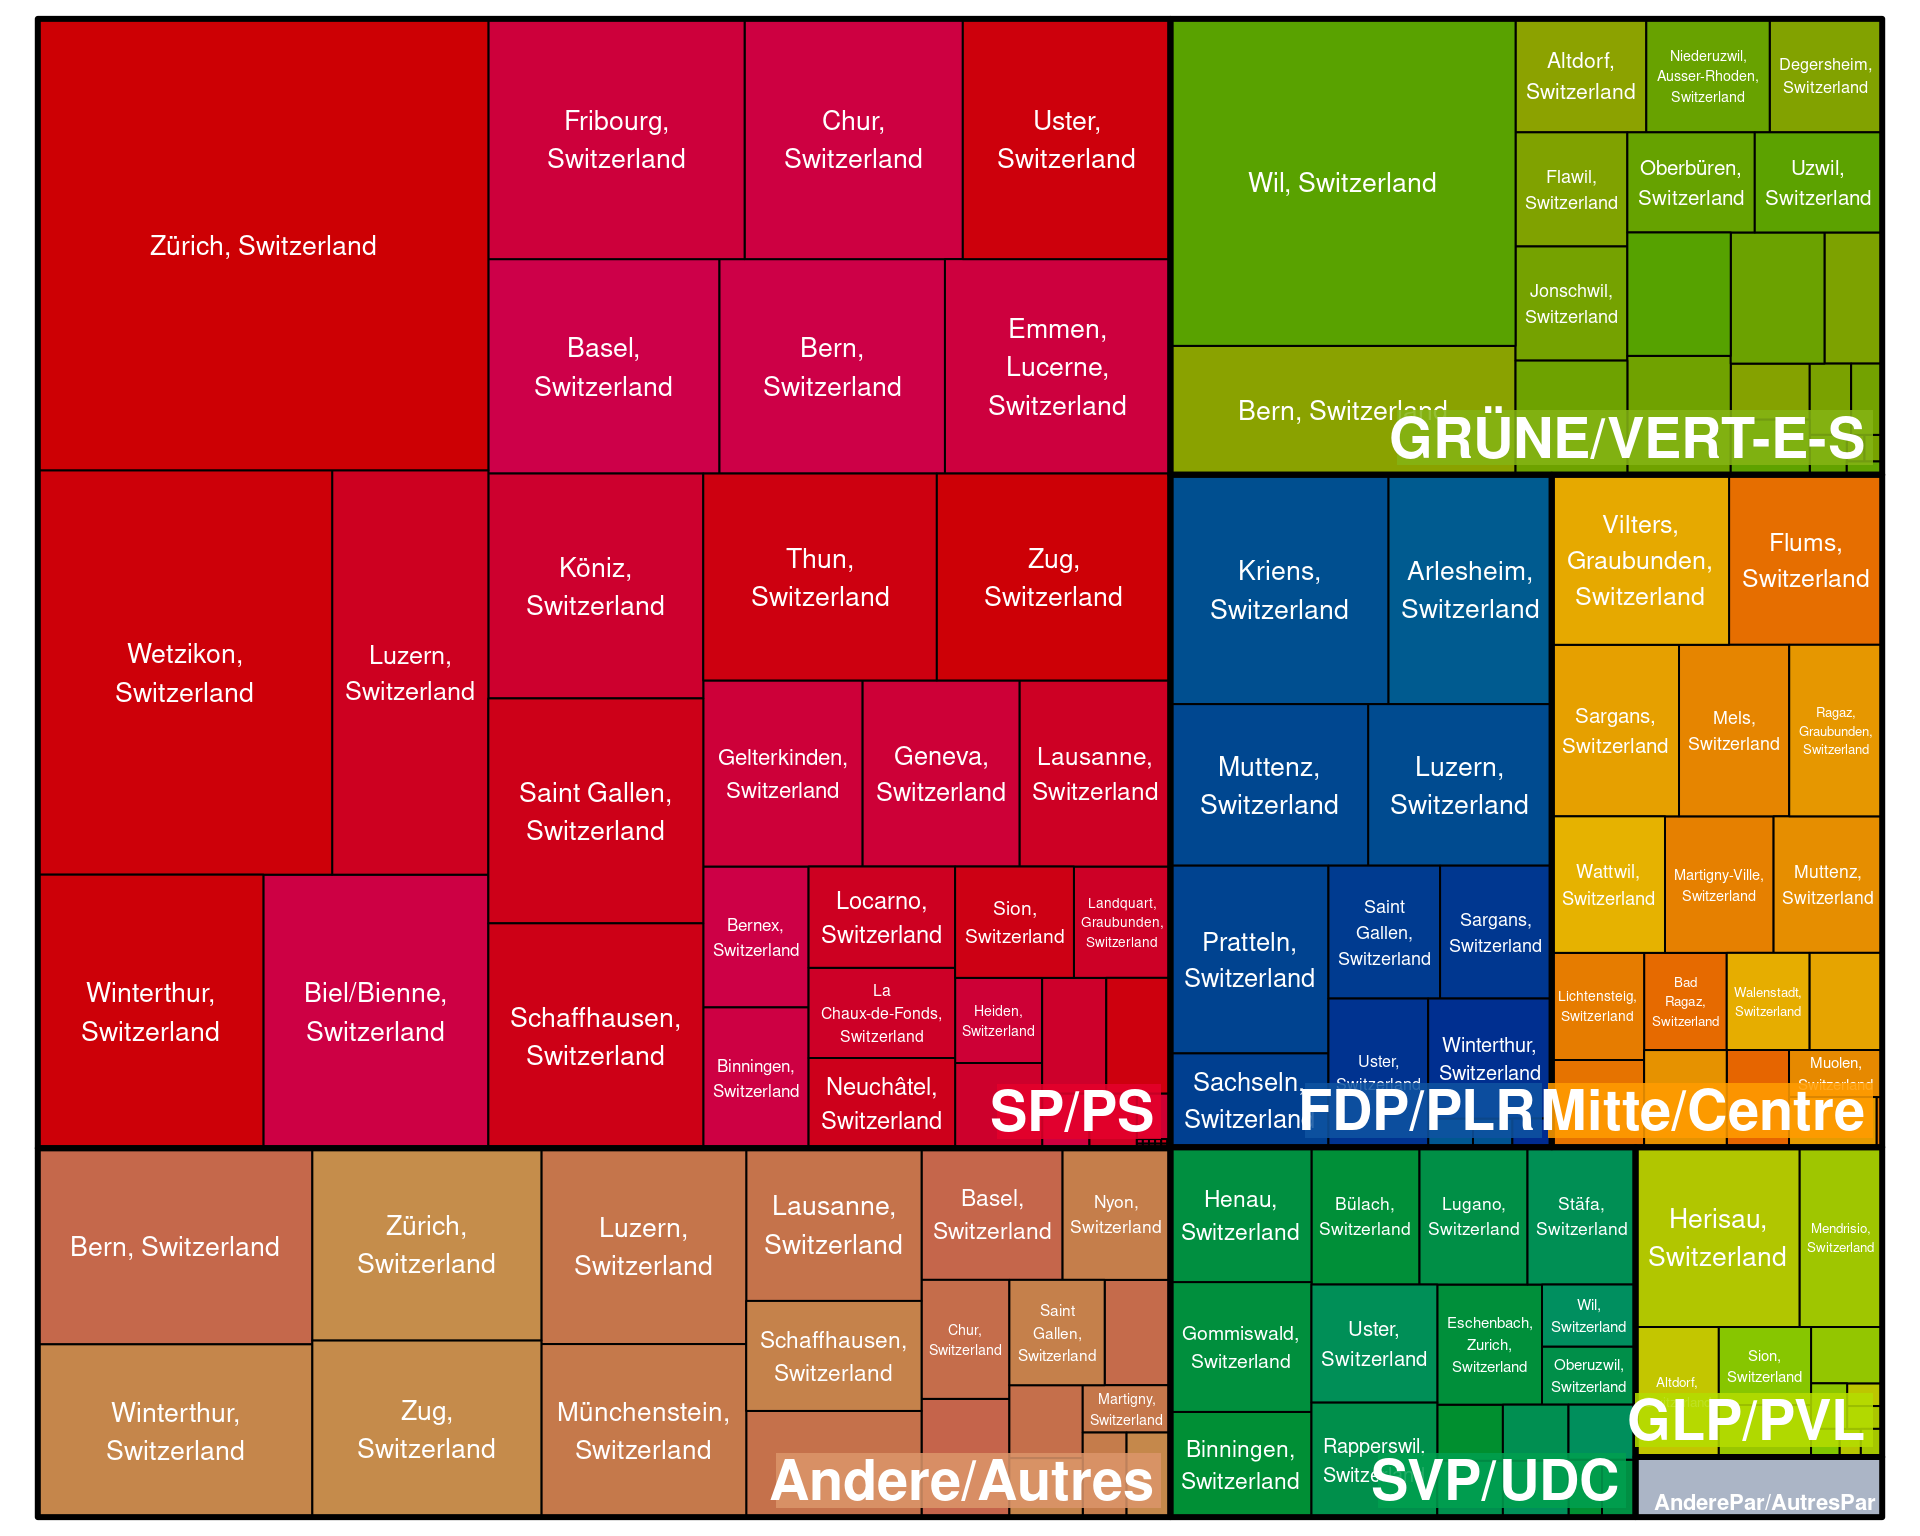 Zürich, Switzerland
Fribourg,
Switzerland
Chur,
Switzerland
Uster,
Switzerland
Basel,
Switzerland
Bern,
Switzerland
Emmen,
Lucerne,
Switzerland
Wetzikon,
Switzerland
Luzern,
Switzerland
Köniz,
Switzerland
Thun,
Switzerland
Zug,
Switzerland
Saint Gallen,
Switzerland
Gelterkinden,
Switzerland
Geneva,
Switzerland
Lausanne,
Switzerland
Winterthur,
Switzerland
Biel/Bienne,
Switzerland
Schaffhausen,
Switzerland
Bernex,
Switzerland
Locarno,
Switzerland
Sion,
Switzerland
Landquart,
Graubunden,
Switzerland
Binningen,
Switzerland
La
Chaux-de-Fonds,
Switzerland
Heiden,
Switzerland
Neuchâtel,
Switzerland
SP/PS
Wil, Switzerland
Altdorf,
Switzerland
Niederuzwil,
Ausser-Rhoden,
Switzerland
Degersheim,
Switzerland
Flawil,
Switzerland
Oberbüren,
Switzerland
Uzwil,
Switzerland
Jonschwil,
Switzerland
Bern, Switzerland
GRÜNE/VERT-E-S
Kriens,
Switzerland
Arlesheim,
Switzerland
Muttenz,
Switzerland
Luzern,
Switzerland
Pratteln,
Switzerland
Saint
Gallen,
Switzerland
Sargans,
Switzerland
Sachseln,
Switzerland
Uster,
Switzerland
Winterthur,
Switzerland
FDP/PLR
Vilters,
Graubunden,
Switzerland
Flums,
Switzerland
Sargans,
Switzerland
Mels,
Switzerland
Ragaz,
Graubunden,
Switzerland
Wattwil,
Switzerland
Martigny-Ville,
Switzerland
Muttenz,
Switzerland
Lichtensteig,
Switzerland
Bad
Ragaz,
Switzerland
Walenstadt,
Switzerland
Muolen,
Switzerland
Mitte/Centre
Bern, Switzerland
Zürich,
Switzerland
Luzern,
Switzerland
Lausanne,
Switzerland
Basel,
Switzerland
Nyon,
Switzerland
Winterthur,
Switzerland
Zug,
Switzerland
Münchenstein,
Switzerland
Schaffhausen,
Switzerland
Chur,
Switzerland
Saint
Gallen,
Switzerland
Martigny,
Switzerland
Andere/Autres
Henau,
Switzerland
Bülach,
Switzerland
Lugano,
Switzerland
Stäfa,
Switzerland
Gommiswald,
Switzerland
Uster,
Switzerland
Eschenbach,
Zurich,
Switzerland
Wil,
Switzerland
Oberuzwil,
Switzerland
Binningen,
Switzerland
Rapperswil,
Switzerland
SVP/UDC
Herisau,
Switzerland
Mendrisio,
Switzerland
Altdorf,
Switzerland
Sion,
Switzerland
GLP/PVL
AnderePar/AutresPar